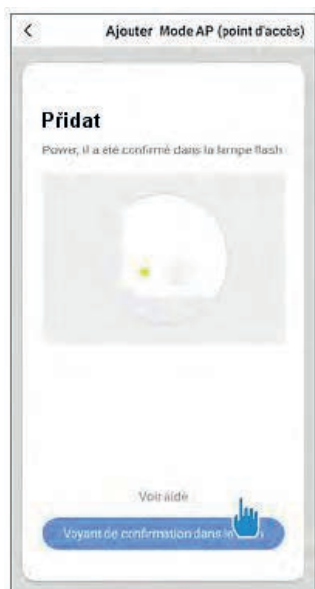 Ajouter Mode AP (point d'accès)
Přidat
Power, il a été confirmé dans la lampe flash
Voir aide
Voyant de confirmation dans le